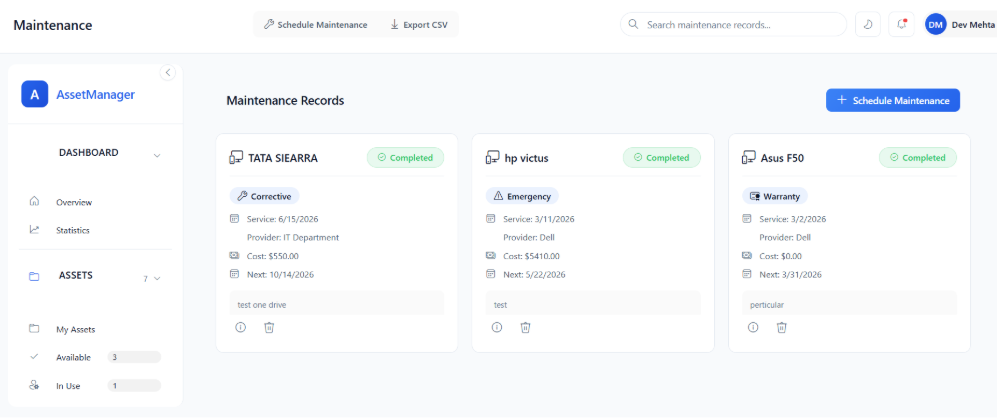 Maintenance
Schedule Maintenance
Export CSV
Search maintenance records...
DM
Dev Mehta
A
AssetManager
DASHBOARD
Overview
Statistics
ASSETS
7
My Assets
Available
3
In Use
1
Maintenance Records
Schedule Maintenance
TATA SIEARRA
Completed
Corrective
Service: 6/15/2026
Provider: IT Department
Cost: $550.00
Next: 10/14/2026
test one drive
hp victus
Completed
Emergency
Service: 3/11/2026
Provider: Dell
Cost: $5410.00
Next: 5/22/2026
test
Asus F50
Completed
Warranty
Service: 3/2/2026
Provider: Dell
Cost: $0.00
Next: 3/31/2026
perticular